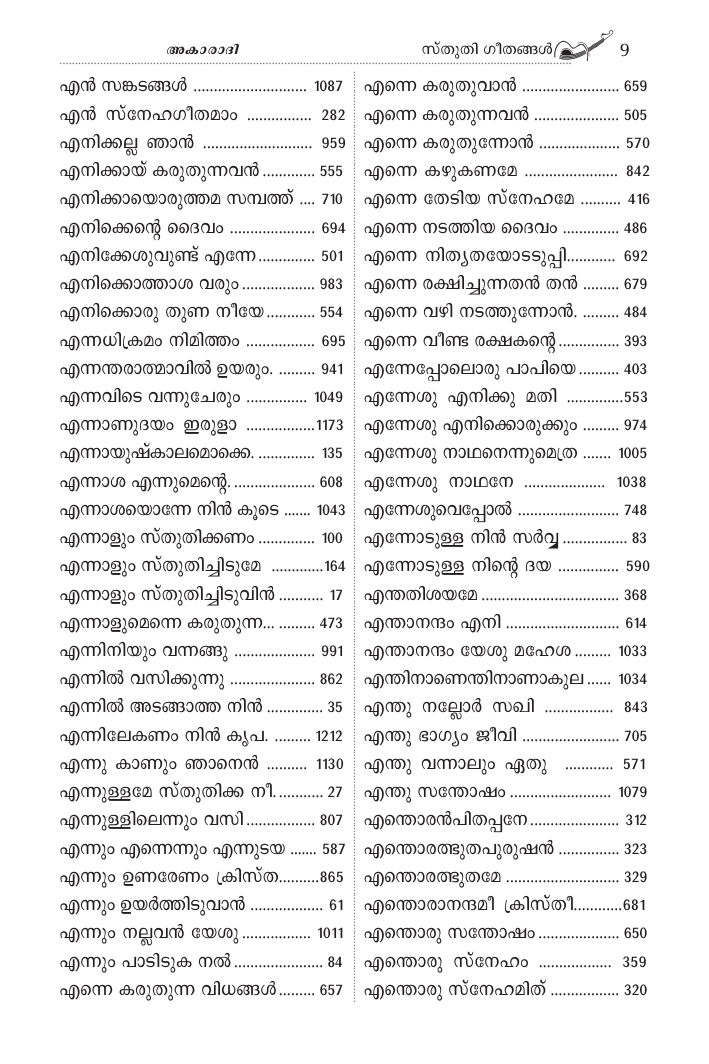 അകാരാദി
സ്തുതി ഗീതങ്ങൾ 9
എൻ സങ്കടങ്ങൾ ............................ 1087
എൻ സ്നേഹഗീതമാം ................ 282
എനിക്കല്ല ഞാൻ ........................... 959
എനിക്കായ് കരുതുന്നവൻ ............. 555
എനിക്കായൊരുത്തമ സമ്പത്ത് .... 710
എനിക്കെന്റെ ദൈവം ..................... 694
എനിക്കേശുവുണ്ട് എന്നേ.............. 501
എനിക്കൊത്താശ വരും .................. 983
എനിക്കൊരു തുണ നീയേ ............ 554
എന്നധിക്രമം നിമിത്തം ................. 695
എന്നന്തരാത്മാവിൽ ഉയരും. ......... 941
എന്നവിടെ വന്നുചേരും ............... 1049
എന്നാണുദയം ഇരുളാ .................1173
എന്നായുഷ്കാലമൊക്കെ. .............. 135
എന്നാശ എന്നുമെന്റെ. .................... 608
എന്നാശയൊന്നേ നിൻ കൂടെ ....... 1043
എന്നാളും സ്തുതിക്കണം .............. 100
എന്നാളും സ്തുതിച്ചിടുമേ .............164
എന്നാളും സ്തുതിച്ചിടുവിൻ ........... 17
എന്നാളുമെന്നെ കരുതുന്ന... ......... 473
എന്നിനിയും വന്നങ്ങു .................... 991
എന്നിൽ വസിക്കുന്നു ..................... 862
എന്നിൽ അടങ്ങാത്ത നിൻ .............. 35
എന്നിലേകണം നിൻ കൃപ. ......... 1212
എന്നു കാണും ഞാനെൻ .......... 1130
എന്നുള്ളമേ സ്തുതിക്ക നീ. ........... 27
എന്നുള്ളിലെന്നും വസി ................. 807
എന്നും എന്നെന്നും എന്നുടയ ....... 587
എന്നും ഉണരേണം ക്രിസ്ത..........865
എന്നും ഉയർത്തിടുവാൻ .................. 61
എന്നും നല്ലവൻ യേശു ................. 1011
എന്നും പാടിടുക നൽ ...................... 84
എന്നെ കരുതുന്ന വിധങ്ങൾ ......... 657
എന്നെ കരുതുവാൻ ........................ 659
എന്നെ കരുതുന്നവൻ ..................... 505
എന്നെ കരുതുന്നോൻ .................... 570
എന്നെ കഴുകണമേ ....................... 842
എന്നെ തേടിയ സ്നേഹമേ .......... 416
എന്നെ നടത്തിയ ദൈവം .............. 486
എന്നെ നിത്യതയോടടുപ്പി............ 692
എന്നെ രക്ഷിച്ചുന്നതൻ തൻ ......... 679
എന്നെ വഴി നടത്തുന്നോൻ. ......... 484
എന്നെ വീണ്ട രക്ഷകന്റെ ............... 393
എന്നേപ്പോലൊരു പാപിയെ .......... 403
എന്നേശു എനിക്കു മതി ..............553
എന്നേശു എനിക്കൊരുക്കും ......... 974
എന്നേശു നാഥനെന്നുമെത്ര ....... 1005
എന്നേശു നാഥനേ .................... 1038
എന്നേശുവെപ്പോൽ ......................... 748
എന്നോടുള്ള നിൻ സർവ്വ ................ 83
എന്നോടുള്ള നിന്റെ ദയ ............... 590
എന്തതിശയമേ .................................. 368
എന്താനന്ദം എനി ............................ 614
എന്താനന്ദം യേശു മഹേശ ......... 1033
എന്തിനാണെന്തിനാണാകുല ...... 1034
എന്തു നല്ലോർ സഖി ................. 843
എന്തു ഭാഗ്യം ജീവി ........................ 705
എന്തു വന്നാലും ഏതു ............ 571
എന്തു സന്തോഷം ......................... 1079
എന്തൊരൻപിതപ്പനേ ...................... 312
എന്തൊരത്ഭുതപുരുഷൻ ............... 323
എന്തൊരത്ഭുതമേ ............................ 329
എന്തൊരാനന്ദമീ ക്രിസ്തീ............681
എന്തൊരു സന്തോഷം .................... 650
എന്തൊരു സ്നേഹം .................. 359
എന്തൊരു സ്നേഹമിത് ................. 320